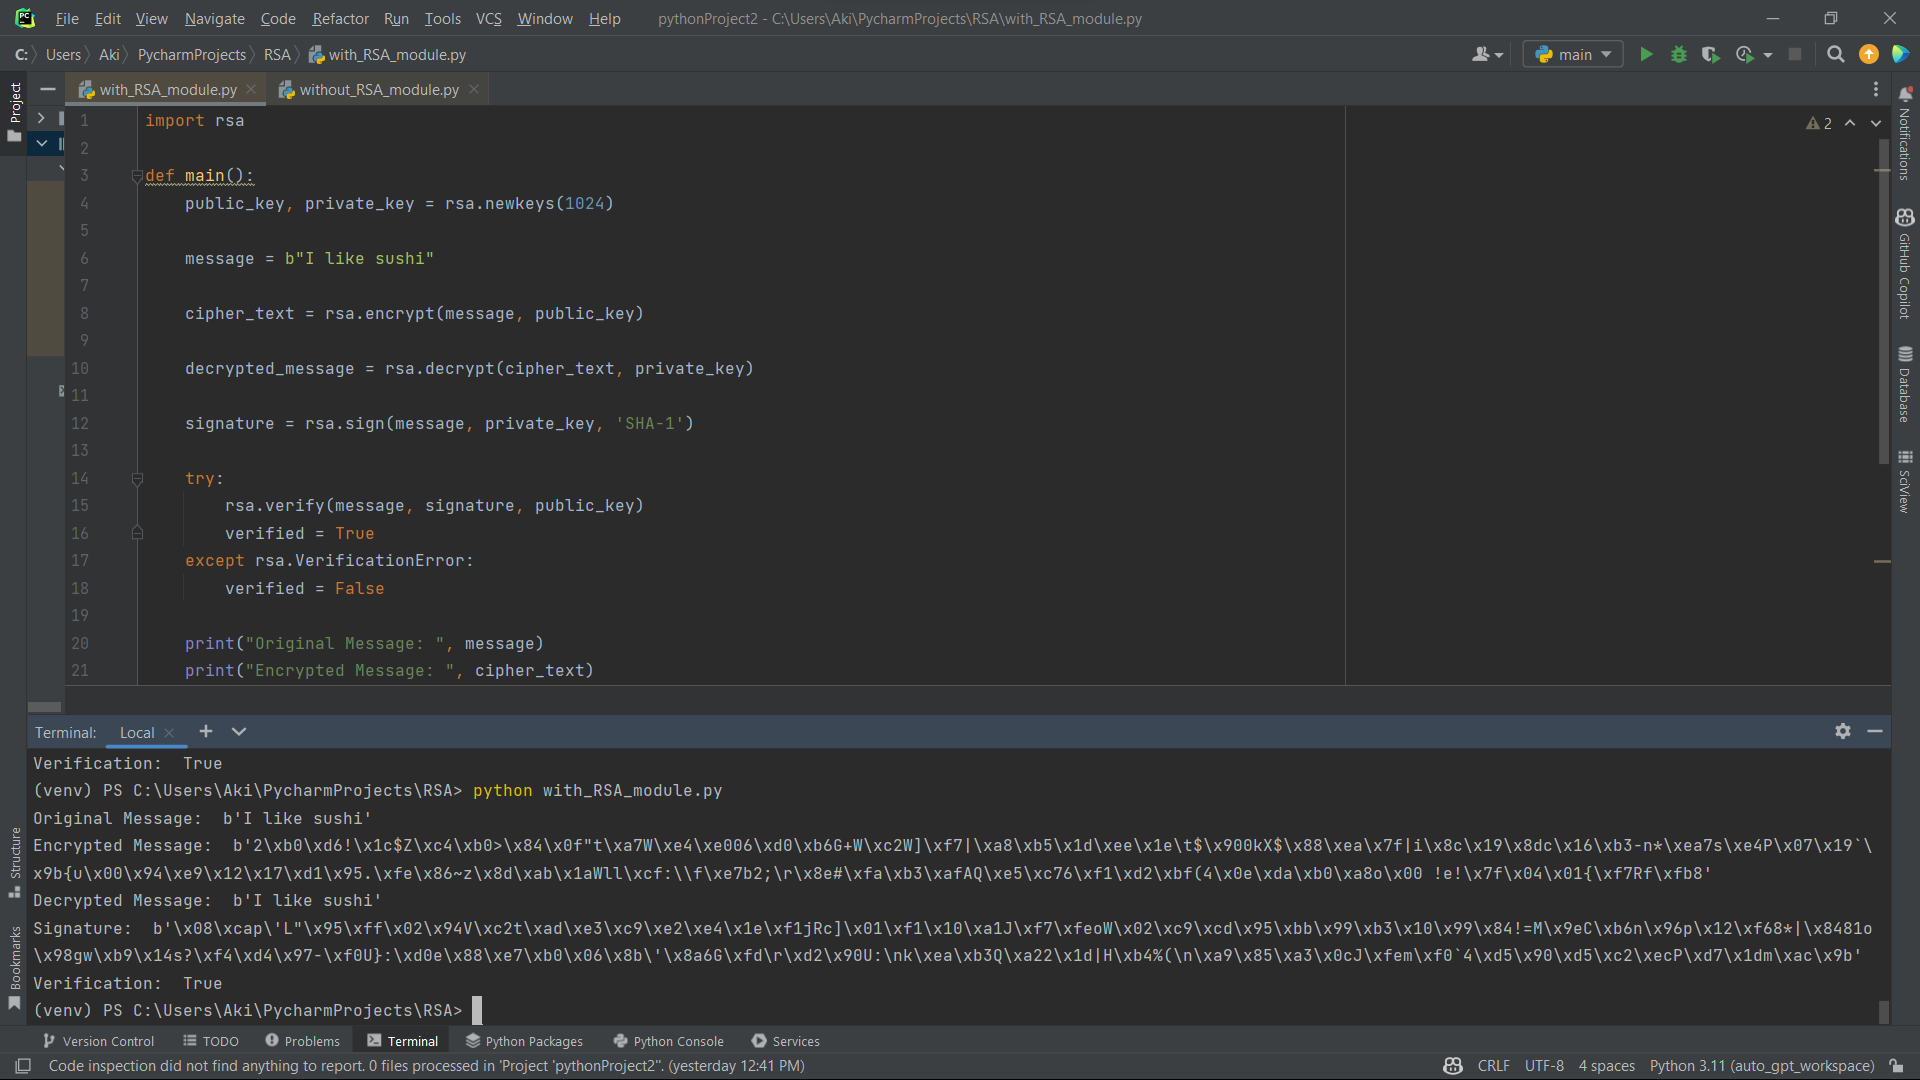 File Edit View Navigate Code Refactor Run Tools VCS Window Help pythonProject2 - C:\Users\Aki\PycharmProjects\RSA\with_RSA_module.py
C: Users Aki PycharmProjects RSA with_RSA_module.py main
Project
with_RSA_module.py without_RSA_module.py
2
Notifications
GitHub Copilot
Database
SciView
1 import rsa
2
3 def main():
4 public_key, private_key = rsa.newkeys(1024)
5
6 message = b"I like sushi"
7
8 cipher_text = rsa.encrypt(message, public_key)
9
10 decrypted_message = rsa.decrypt(cipher_text, private_key)
11
12 signature = rsa.sign(message, private_key, 'SHA-1')
13
14 try:
15 rsa.verify(message, signature, public_key)
16 verified = True
17 except rsa.VerificationError:
18 verified = False
19
20 print("Original Message: ", message)
21 print("Encrypted Message: ", cipher_text)
Terminal: Local
Verification:  True
(venv) PS C:\Users\Aki\PycharmProjects\RSA> python with_RSA_module.py
Original Message:  b'I like sushi'
Encrypted Message:  b'2\xb0\xd6!\x1c$Z\xc4\xb0>\x84\x0f"t\xa7W\xe4\xe006\xd0\xb6G+W\xc2W]\xf7|\xa8\xb5\x1d\xee\x1e\t$\x900kX$\x88\xea\x7f|i\x8c\x19\x8dc\x16\xb3-n*\xea7s\xe4P\x07\x19`\
x9b{u\x00\x94\xe9\x12\x17\xd1\x95.\xfe\x86~z\x8d\xab\x1aWll\xcf:\\f\xe7b2;\r\x8e#\xfa\xb3\xafAQ\xe5\xc76\xf1\xd2\xbf(4\x0e\xda\xb0\xa8o\x00 !e!\x7f\x04\x01{\xf7Rf\xfb8'
Decrypted Message:  b'I like sushi'
Signature:  b'\x08\xcap\'L"\x95\xff\x02\x94V\xc2t\xad\xe3\xc9\xe2\xe4\x1e\xf1jRc]\x01\xf1\x10\xa1J\xf7\xfeoW\x02\xc9\xcd\x95\xbb\x99\xb3\x10\x99\x84!=M\x9eC\xb6n\x96p\x12\xf68*|\x8481o
\x98gw\xb9\x14s?\xf4\xd4\x97-\xf0U}:\xd0e\x88\xe7\xb0\x06\x8b\'\x8a6G\xfd\r\xd2\x90U:\nk\xea\xb3Q\xa22\x1d|H\xb4%(\n\xa9\x85\xa3\x0cJ\xfem\xf0`4\xd5\x90\xd5\xc2\xecP\xd7\x1dm\xac\x9b'
Verification:  True
(venv) PS C:\Users\Aki\PycharmProjects\RSA>
Structure
Bookmarks
Version Control TODO Problems Terminal Python Packages Python Console Services
Code inspection did not find anything to report. 0 files processed in 'Project 'pythonProject2''. (yesterday 12:41 PM) CRLF UTF-8 4 spaces Python 3.11 (auto_gpt_workspace)